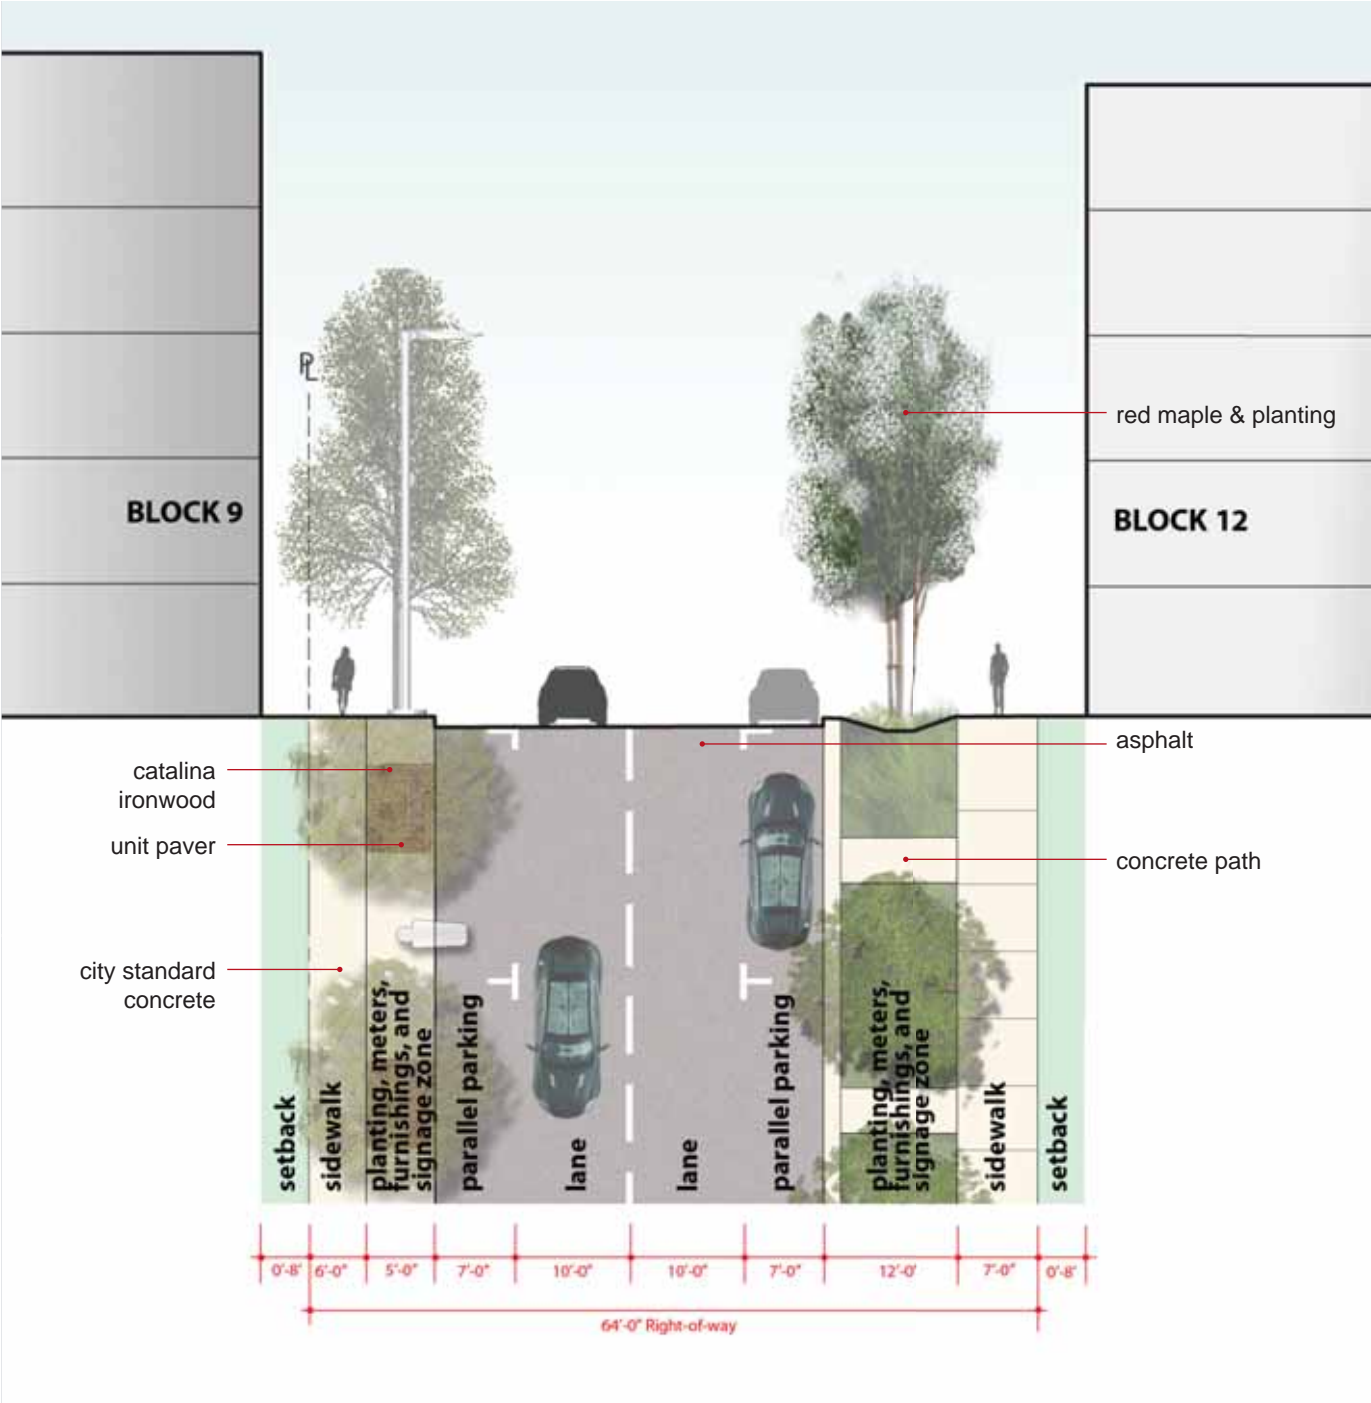 PL
red maple & planting
BLOCK 9
BLOCK 12
asphalt
catalina
ironwood
unit paver
concrete path
city standard
concrete
setback
sidewalk
planting, meters,
furnishings, and
signage zone
parallel parking
lane
lane
parallel parking
planting, meters,
furnishings, and
signage zone
sidewalk
setback
0'-8'
6'-0"
5'-0"
7'-0"
10'-0"
10'-0"
7'-0"
12'-0'
7'-0"
0'-8'
64'-0" Right-of-way